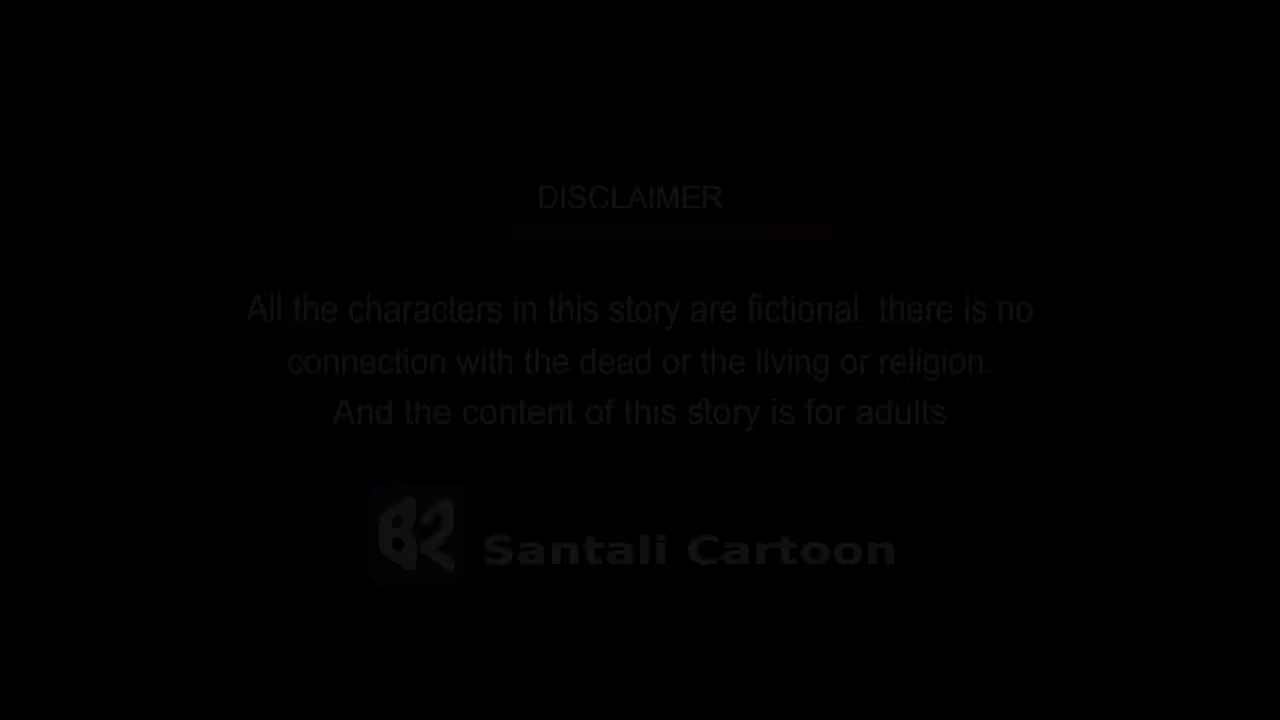 DISCLAIMER
All the characters in this story are fictional there is no
connection with the dead or the living or religion.
And the content of this story is for adults
B2 Santali Cartoon